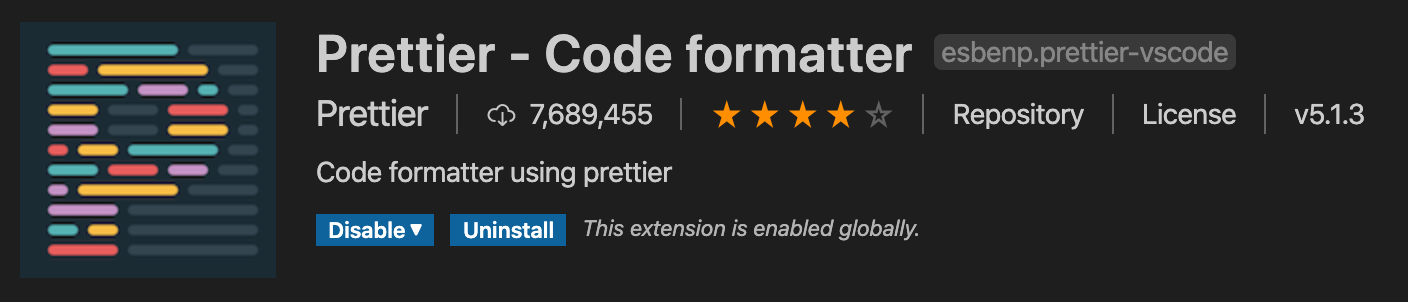 Prettier - Code formatter esbenp.prettier-vscode
Prettier 7,689,455 Repository License v5.1.3
Code formatter using prettier
Disable Uninstall This extension is enabled globally.